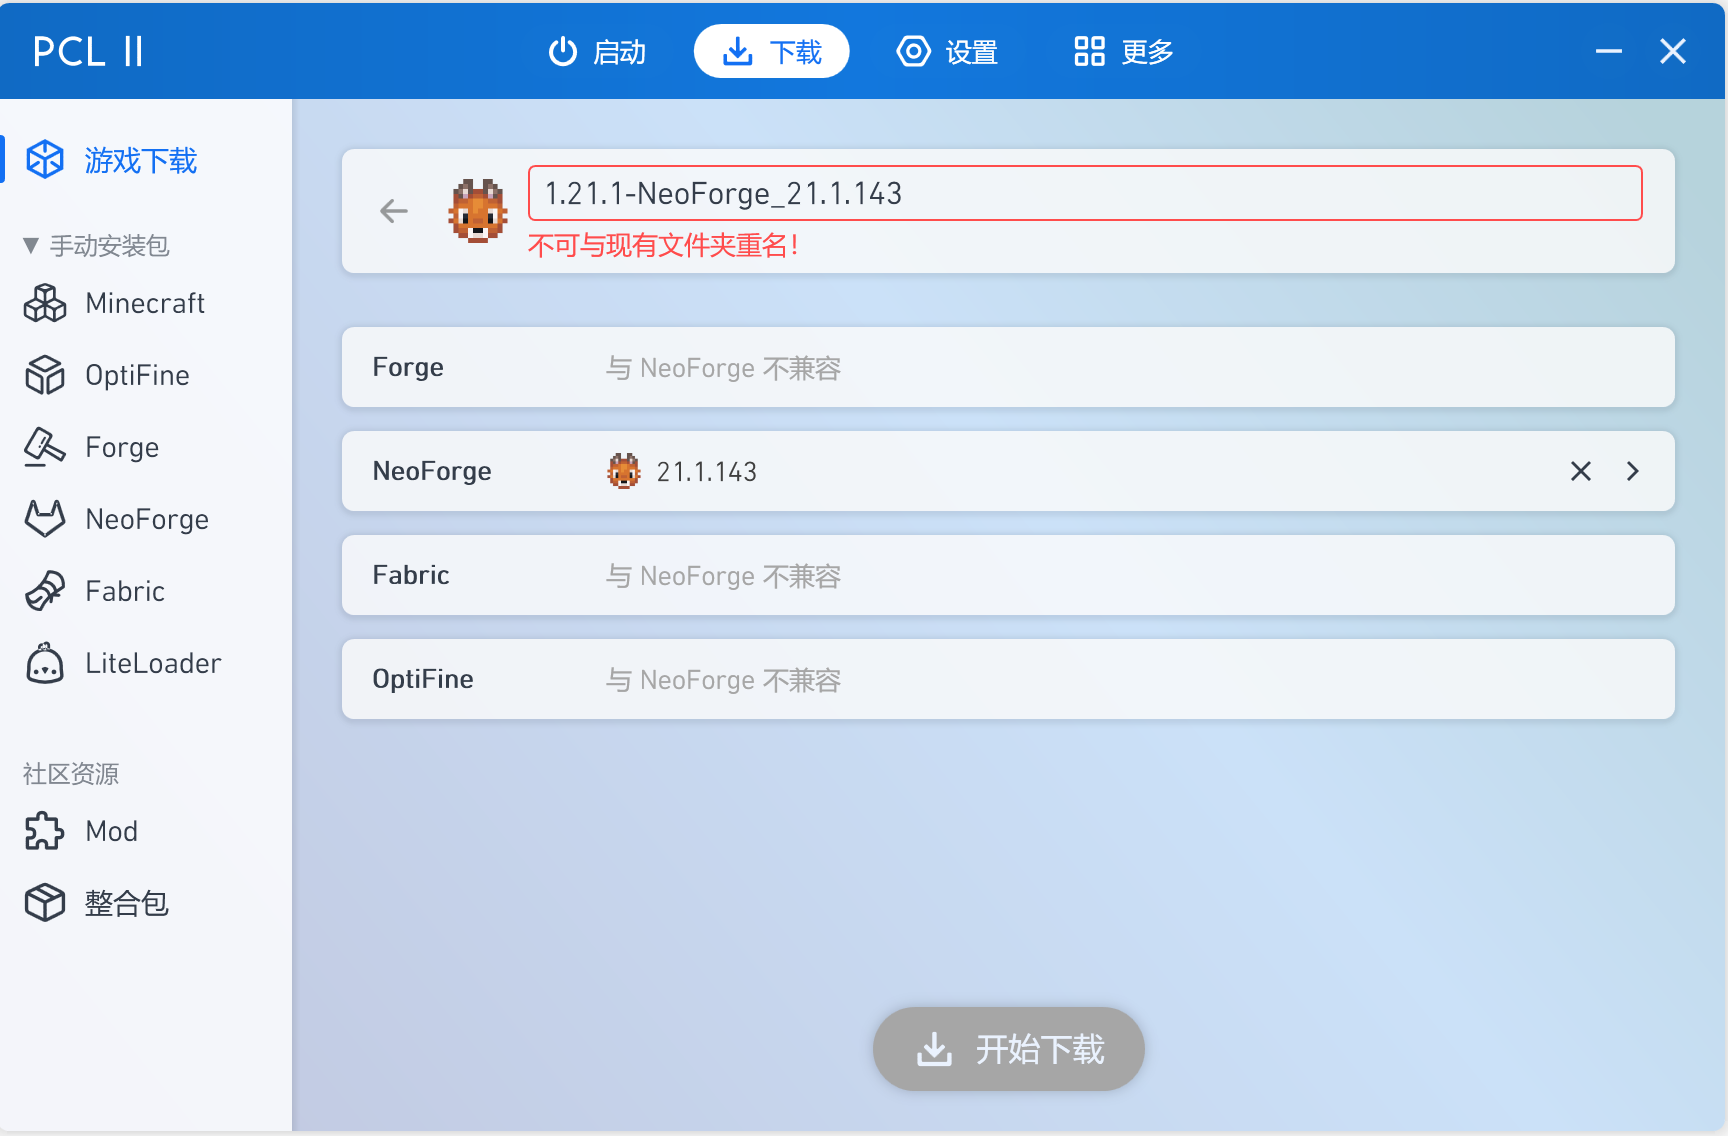 PCL II
启动
下载
设置
更多
游戏下载
手动安装包
Minecraft
OptiFine
Forge
NeoForge
Fabric
LiteLoader
社区资源
Mod
整合包
1.21.1-NeoForge_21.1.143
不可与现有文件夹重名！
Forge 与 NeoForge 不兼容
NeoForge 21.1.143
Fabric 与 NeoForge 不兼容
OptiFine 与 NeoForge 不兼容
开始下载